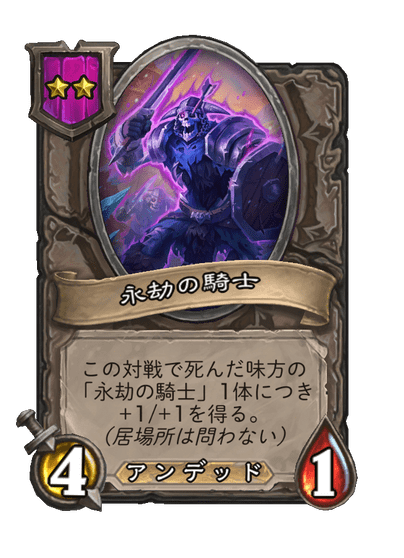 永劫の騎士
この対戦で死んだ味方の
「永劫の騎士」1体につき
+1/+1を得る。
（居場所は問わない）
4
アンデッド
1